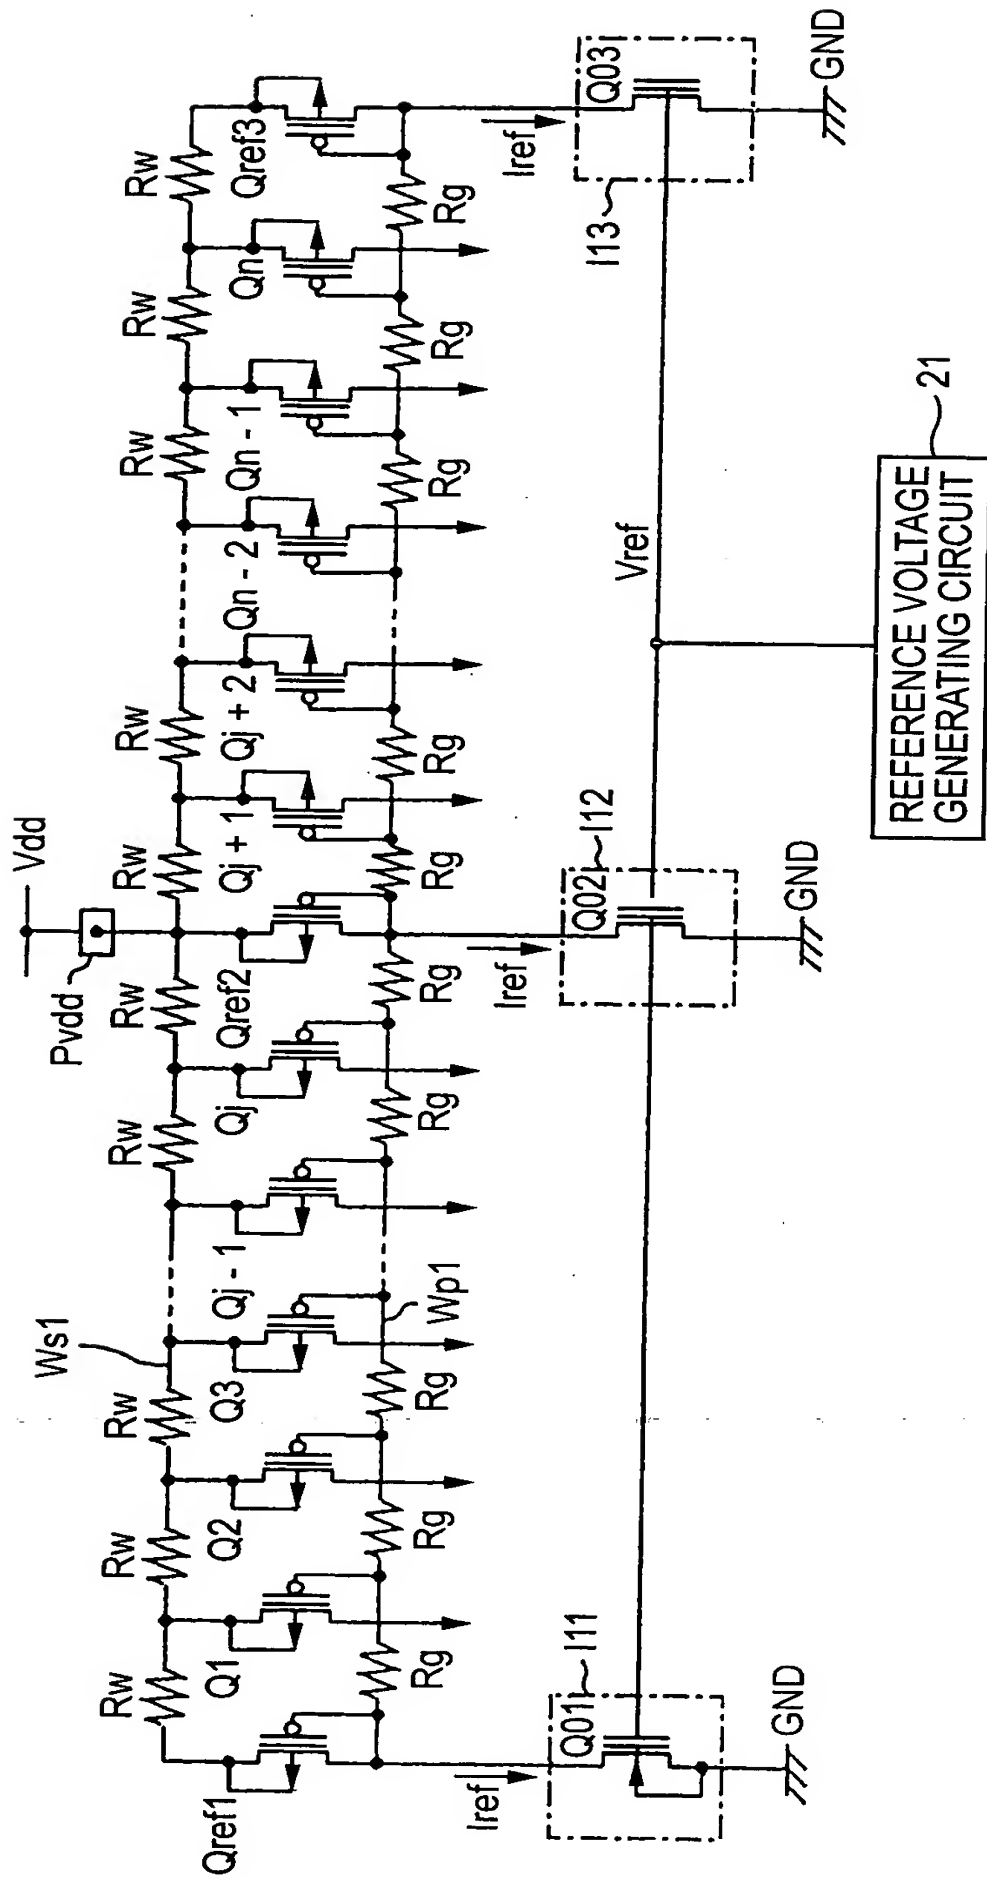 Vdd
Pvdd
Ws1
Rw
Rw
Rw
Rw
Rw
Rw
Rw
Rw
Rw
Rw
Qref1
Q1
Q2
Q3
Qj - 1
Qj
Qref2
Qj + 1
Qj + 2
Qn - 2
Qn - 1
Qn
Qref3
Rg
Rg
Rg
Wp1
Rg
Rg
Rg
Rg
Rg
Rg
Rg
Iref
Iref
Iref
Q01
I11
Q02
I12
Q03
I13
GND
GND
GND
Vref
REFERENCE VOLTAGE
GENERATING CIRCUIT
21